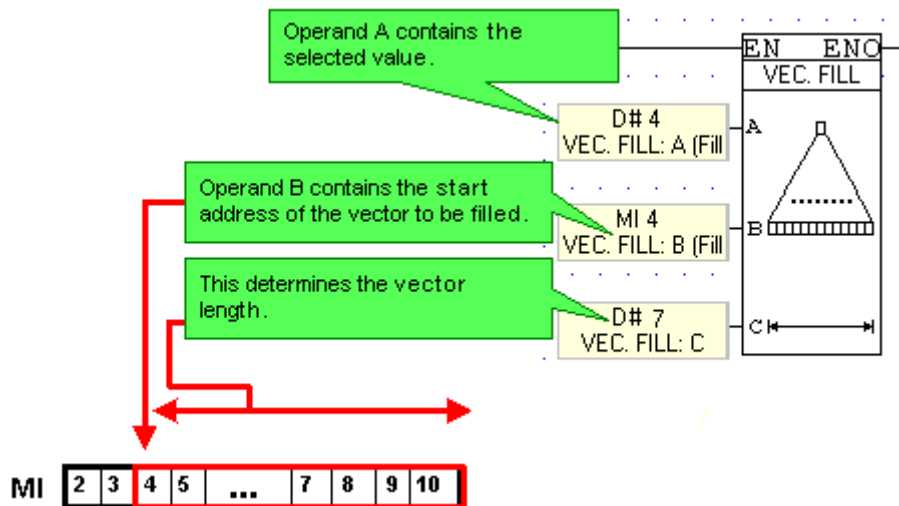 Operand A contains the
selected value.
EN ENO
VEC. FILL
D# 4
VEC. FILL: A (Fill
A
Operand B contains the start
address of the vector to be filled.
MI 4
VEC. FILL: B (Fill
B
This determines the vector
length.
D# 7
VEC. FILL: C
C
MI 2 3 4 5 ... 7 8 9 10